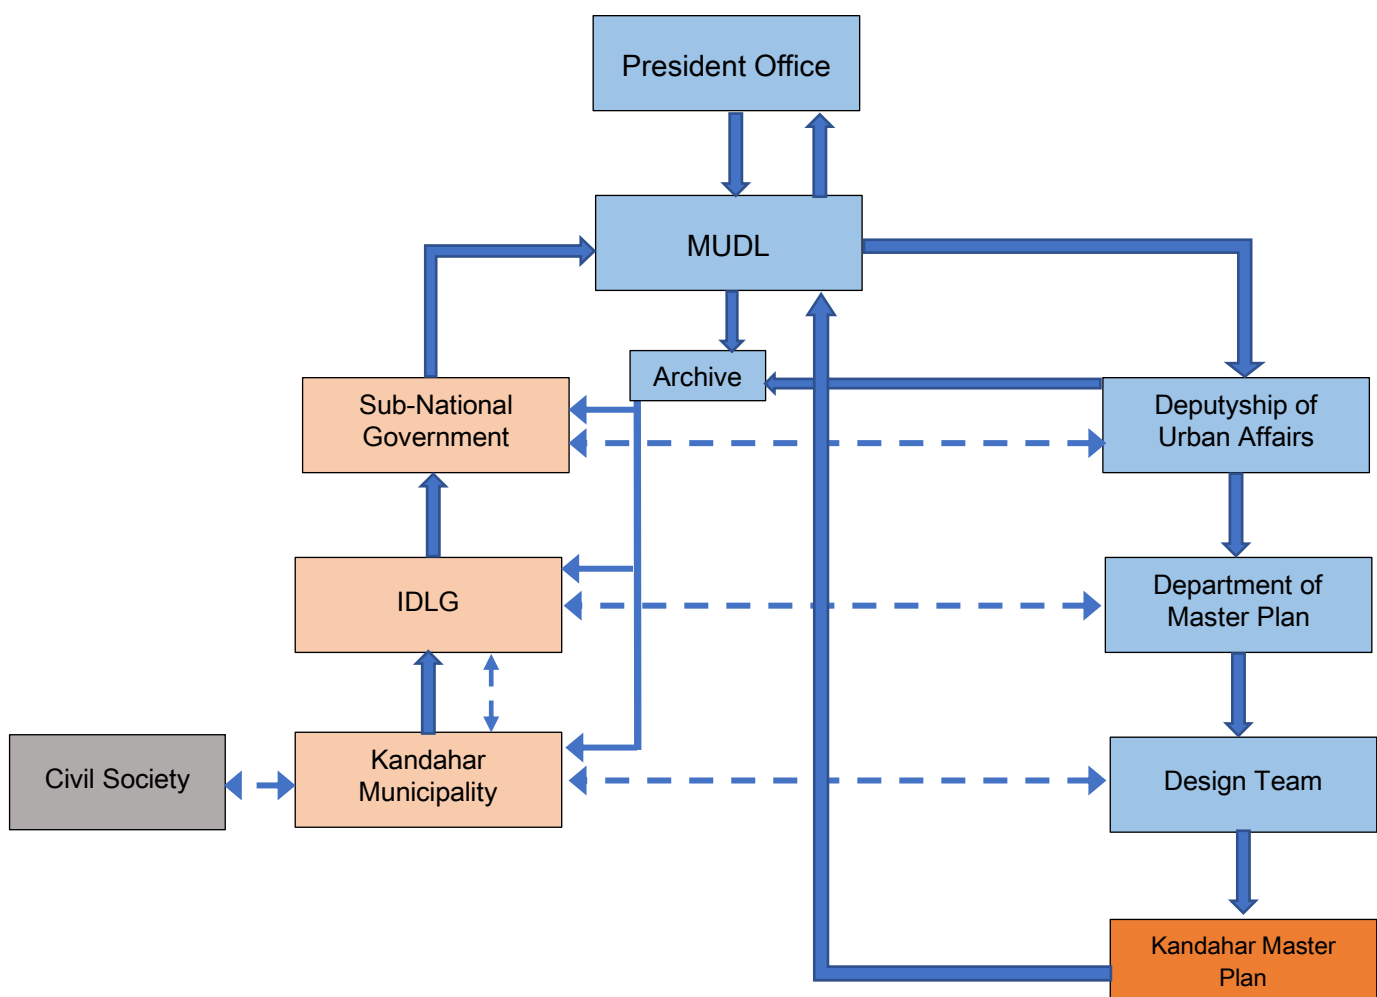 President Office
MUDL
Archive
Sub-National
Government
Deputyship of
Urban Affairs
IDLG
Department of
Master Plan
Civil Society
Kandahar
Municipality
Design Team
Kandahar Master
Plan